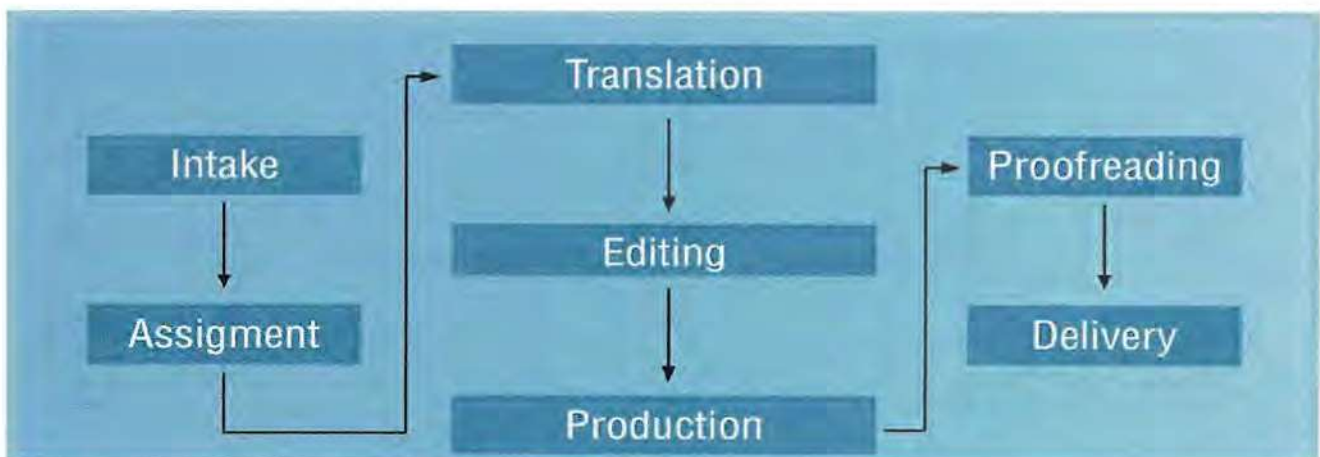 Intake
Assigment
Translation
Editing
Production
Proofreading
Delivery